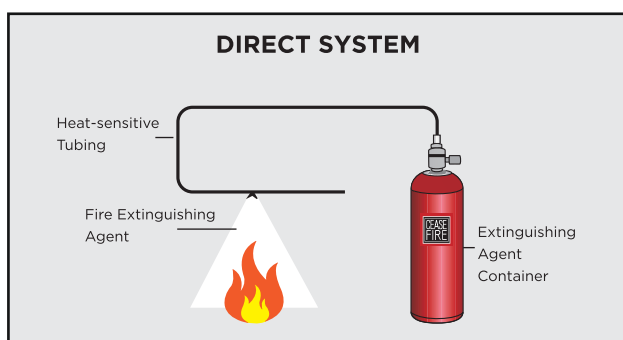 DIRECT SYSTEM
Heat-sensitive
Tubing
Fire Extinguishing
Agent
CEASE
FIRE
Extinguishing
Agent
Container